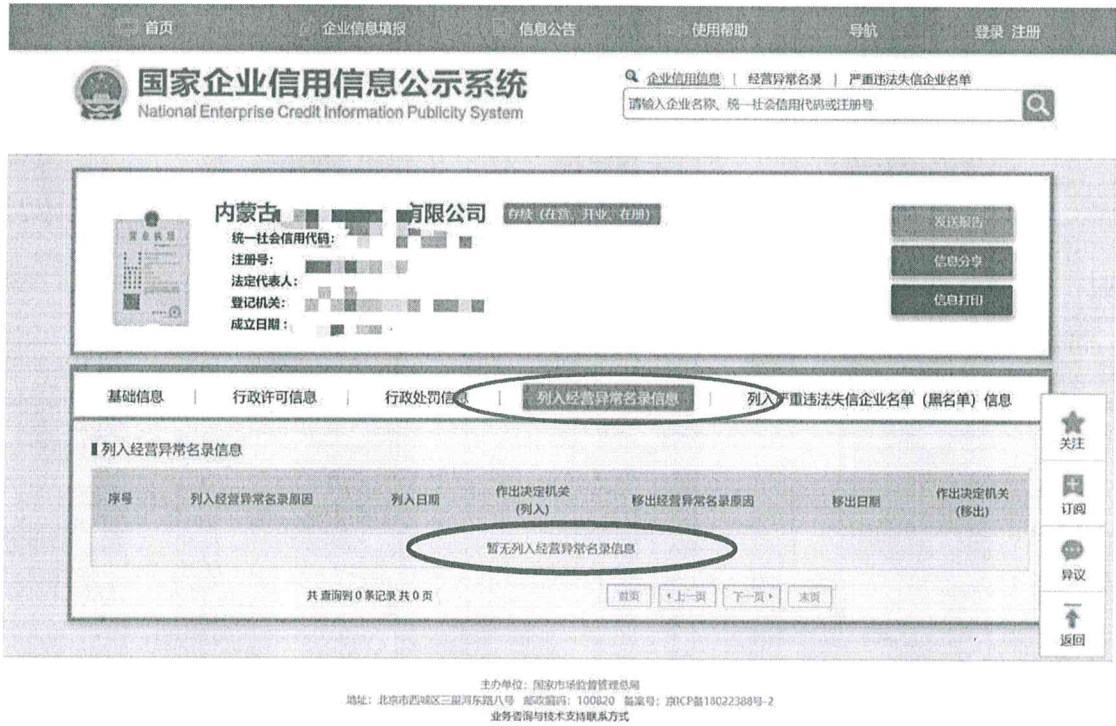 首页 企业信息填报 信息公告 使用帮助 导航 登录 注册
国家企业信用信息公示系统
National Enterprise Credit Information Publicity System
企业信用信息 | 经营异常名录 | 严重违法失信企业名单
请输入企业名称、统一社会信用代码或注册号
内蒙古 有限公司 存续（在营、开业、在册）
营业执照
统一社会信用代码：
注册号：
法定代表人：
登记机关：
成立日期：
发送报告
信息分享
信息打印
基础信息 | 行政许可信息 | 行政处罚信息 | 列入经营异常名录信息 | 列入严重违法失信企业名单（黑名单）信息
列入经营异常名录信息
序号 列入经营异常名录原因 列入日期 作出决定机关（列入） 移出经营异常名录原因 移出日期 作出决定机关（移出）
暂无列入经营异常名录信息
共 查询到 0 条记录 共 0 页 首页 上一页 下一页 末页
关注
订阅
异议
返回
主办单位：国家市场监督管理总局
地址：北京市西城区三里河东路八号 邮政编码：100820 备案号：京ICP备18022388号-2
业务咨询与技术支持联系方式